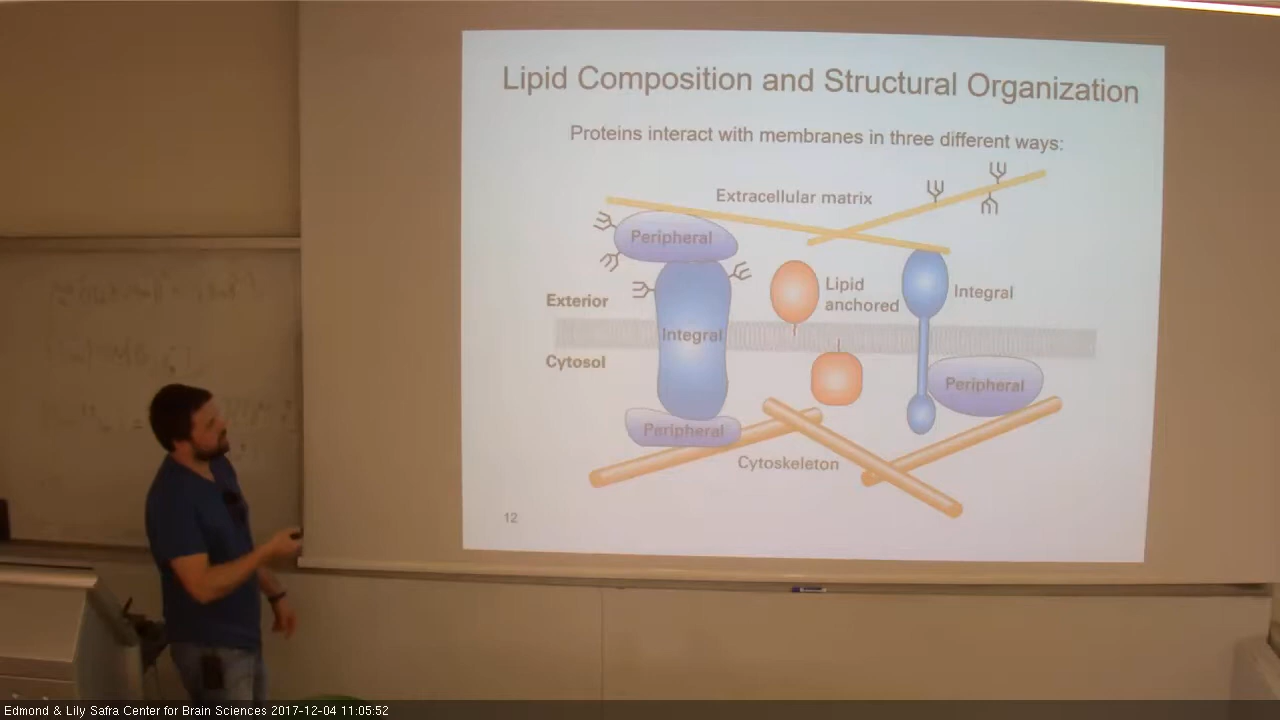 Lipid Composition and Structural Organization
Proteins interact with membranes in three different ways:
Extracellular matrix
Peripheral
Lipid
anchored
Integral
Exterior
Integral
Cytosol
Peripheral
Peripheral
Cytoskeleton
12
Edmond & Lily Safra Center for Brain Sciences 2017-12-04 11:05:52